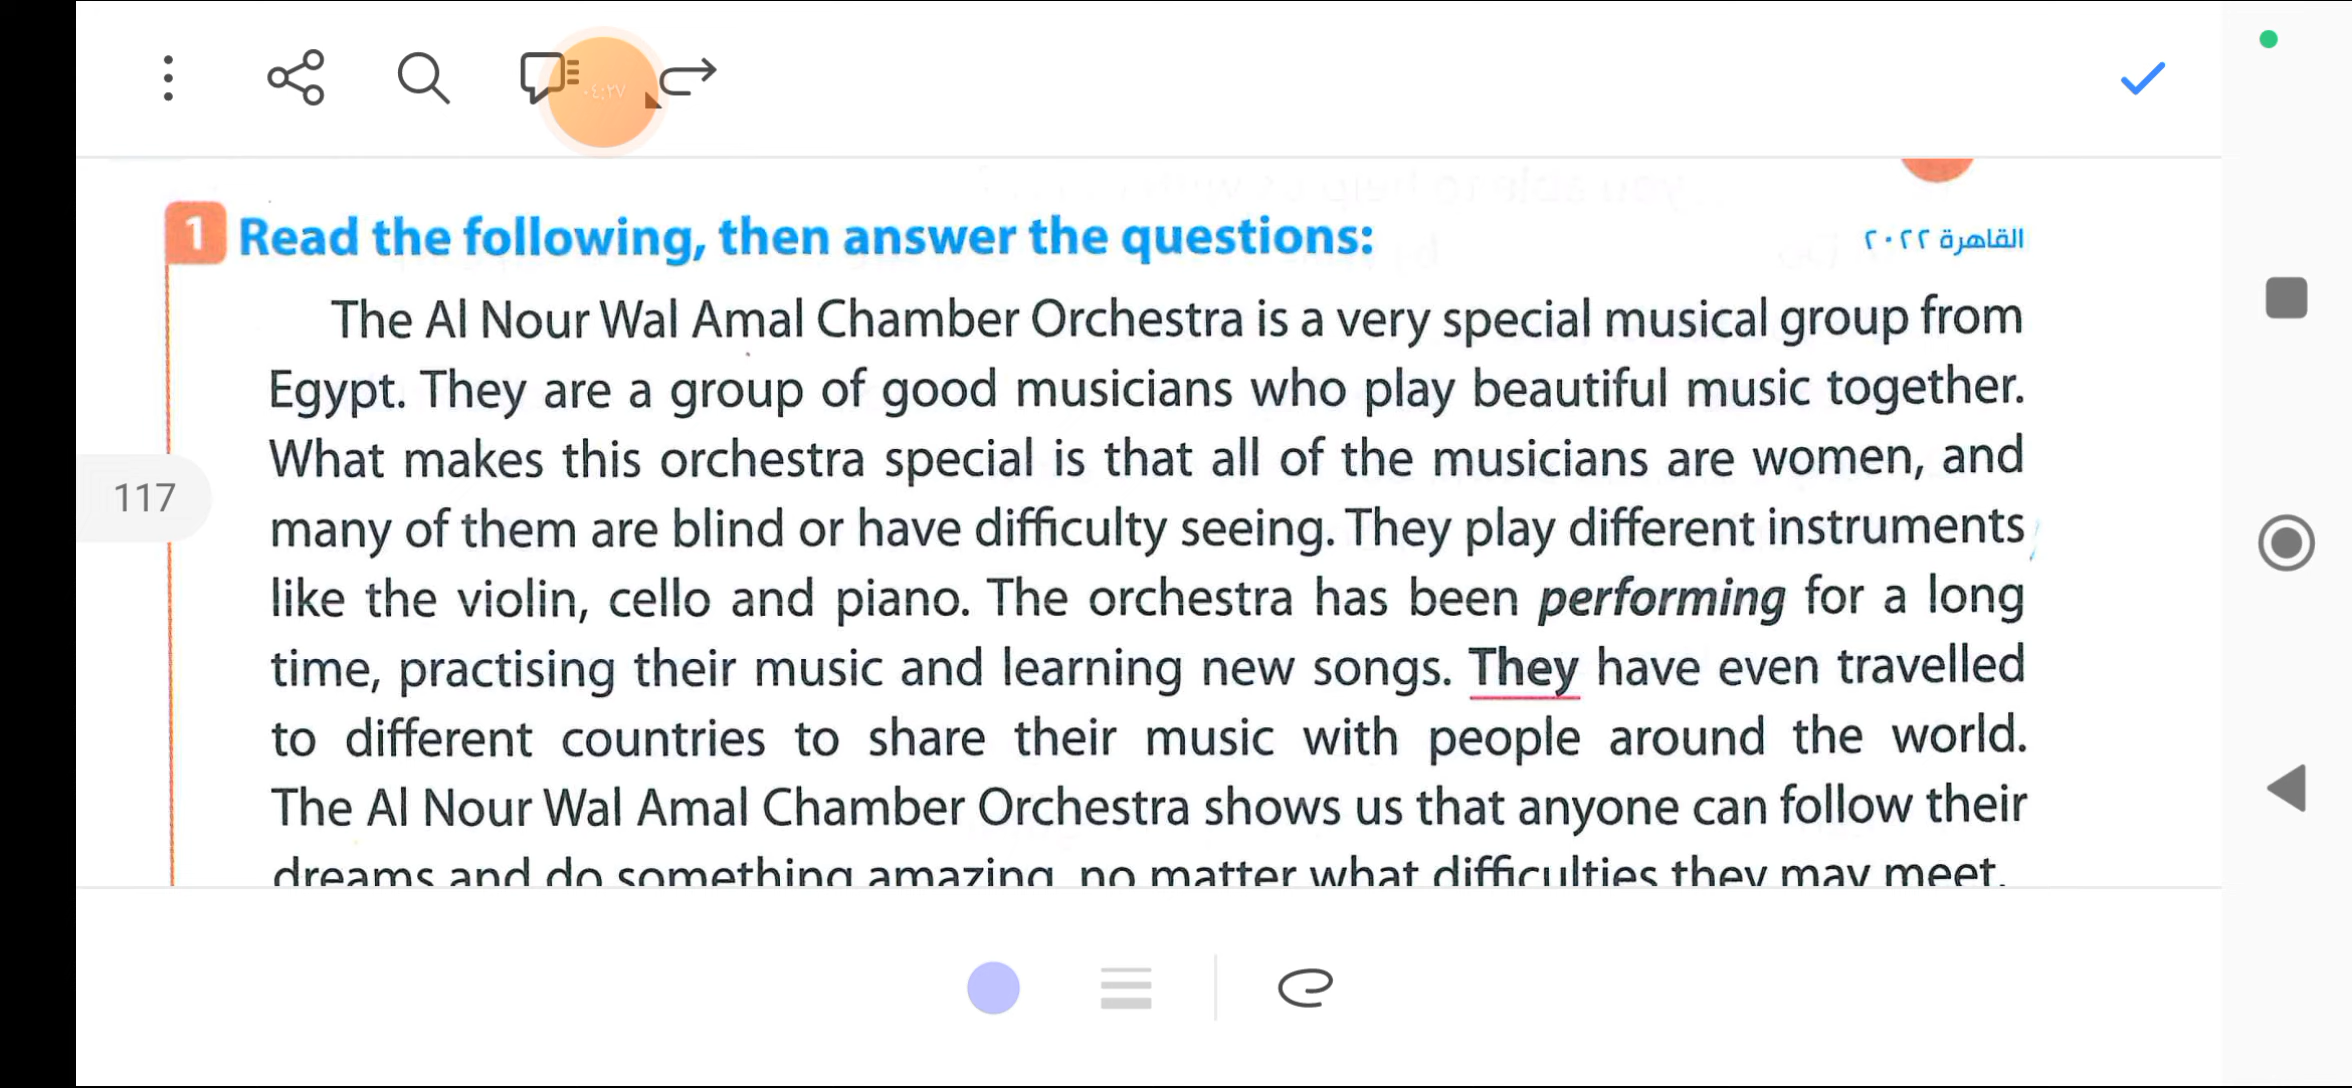 ٠٤:٢٧
1 Read the following, then answer the questions: القاهرة ٢٠٢٢
The Al Nour Wal Amal Chamber Orchestra is a very special musical group from
Egypt. They are a group of good musicians who play beautiful music together.
What makes this orchestra special is that all of the musicians are women, and
many of them are blind or have difficulty seeing. They play different instruments
117
like the violin, cello and piano. The orchestra has been performing for a long
time, practising their music and learning new songs. They have even travelled
to different countries to share their music with people around the world.
The Al Nour Wal Amal Chamber Orchestra shows us that anyone can follow their
dreams and do something amazing, no matter what difficulties they may meet.